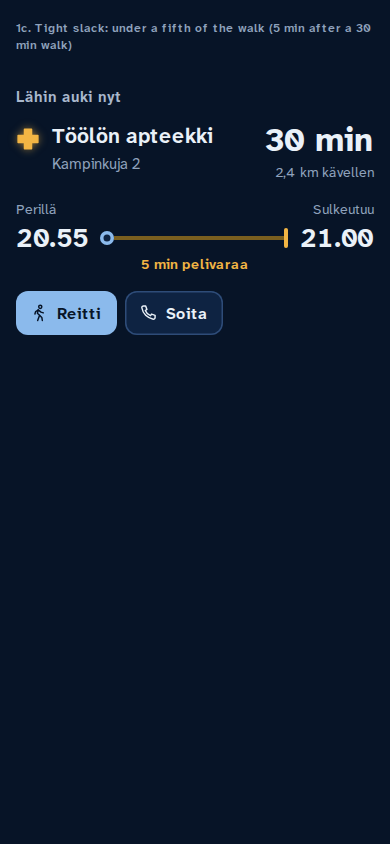 1c. Tight slack: under a fifth of the walk (5 min after a 30
min walk)
Lähin auki nyt
Töölön apteekki
30 min
Kampinkuja 2
2,4 km kävellen
Perillä
Sulkeutuu
20.55
21.00
5 min pelivaraa
Reitti
Soita